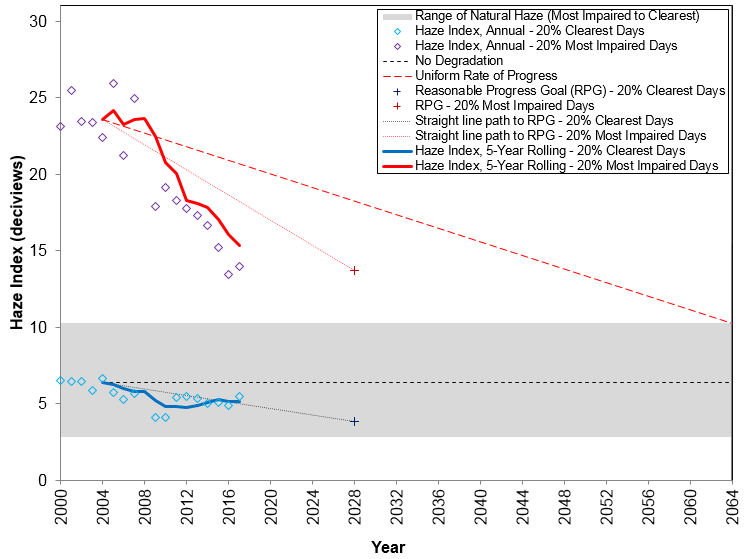 Range of Natural Haze (Most Impaired to Clearest)
Haze Index, Annual - 20% Clearest Days
Haze Index, Annual - 20% Most Impaired Days
No Degradation
Uniform Rate of Progress
Reasonable Progress Goal (RPG) - 20% Clearest Days
RPG - 20% Most Impaired Days
Straight line path to RPG - 20% Clearest Days
Straight line path to RPG - 20% Most Impaired Days
Haze Index, 5-Year Rolling - 20% Clearest Days
Haze Index, 5-Year Rolling - 20% Most Impaired Days
Haze Index (deciviews)
30
25
20
15
10
5
0
2000
2004
2008
2012
2016
2020
2024
2028
2032
2036
2040
2044
2048
2052
2056
2060
2064
Year